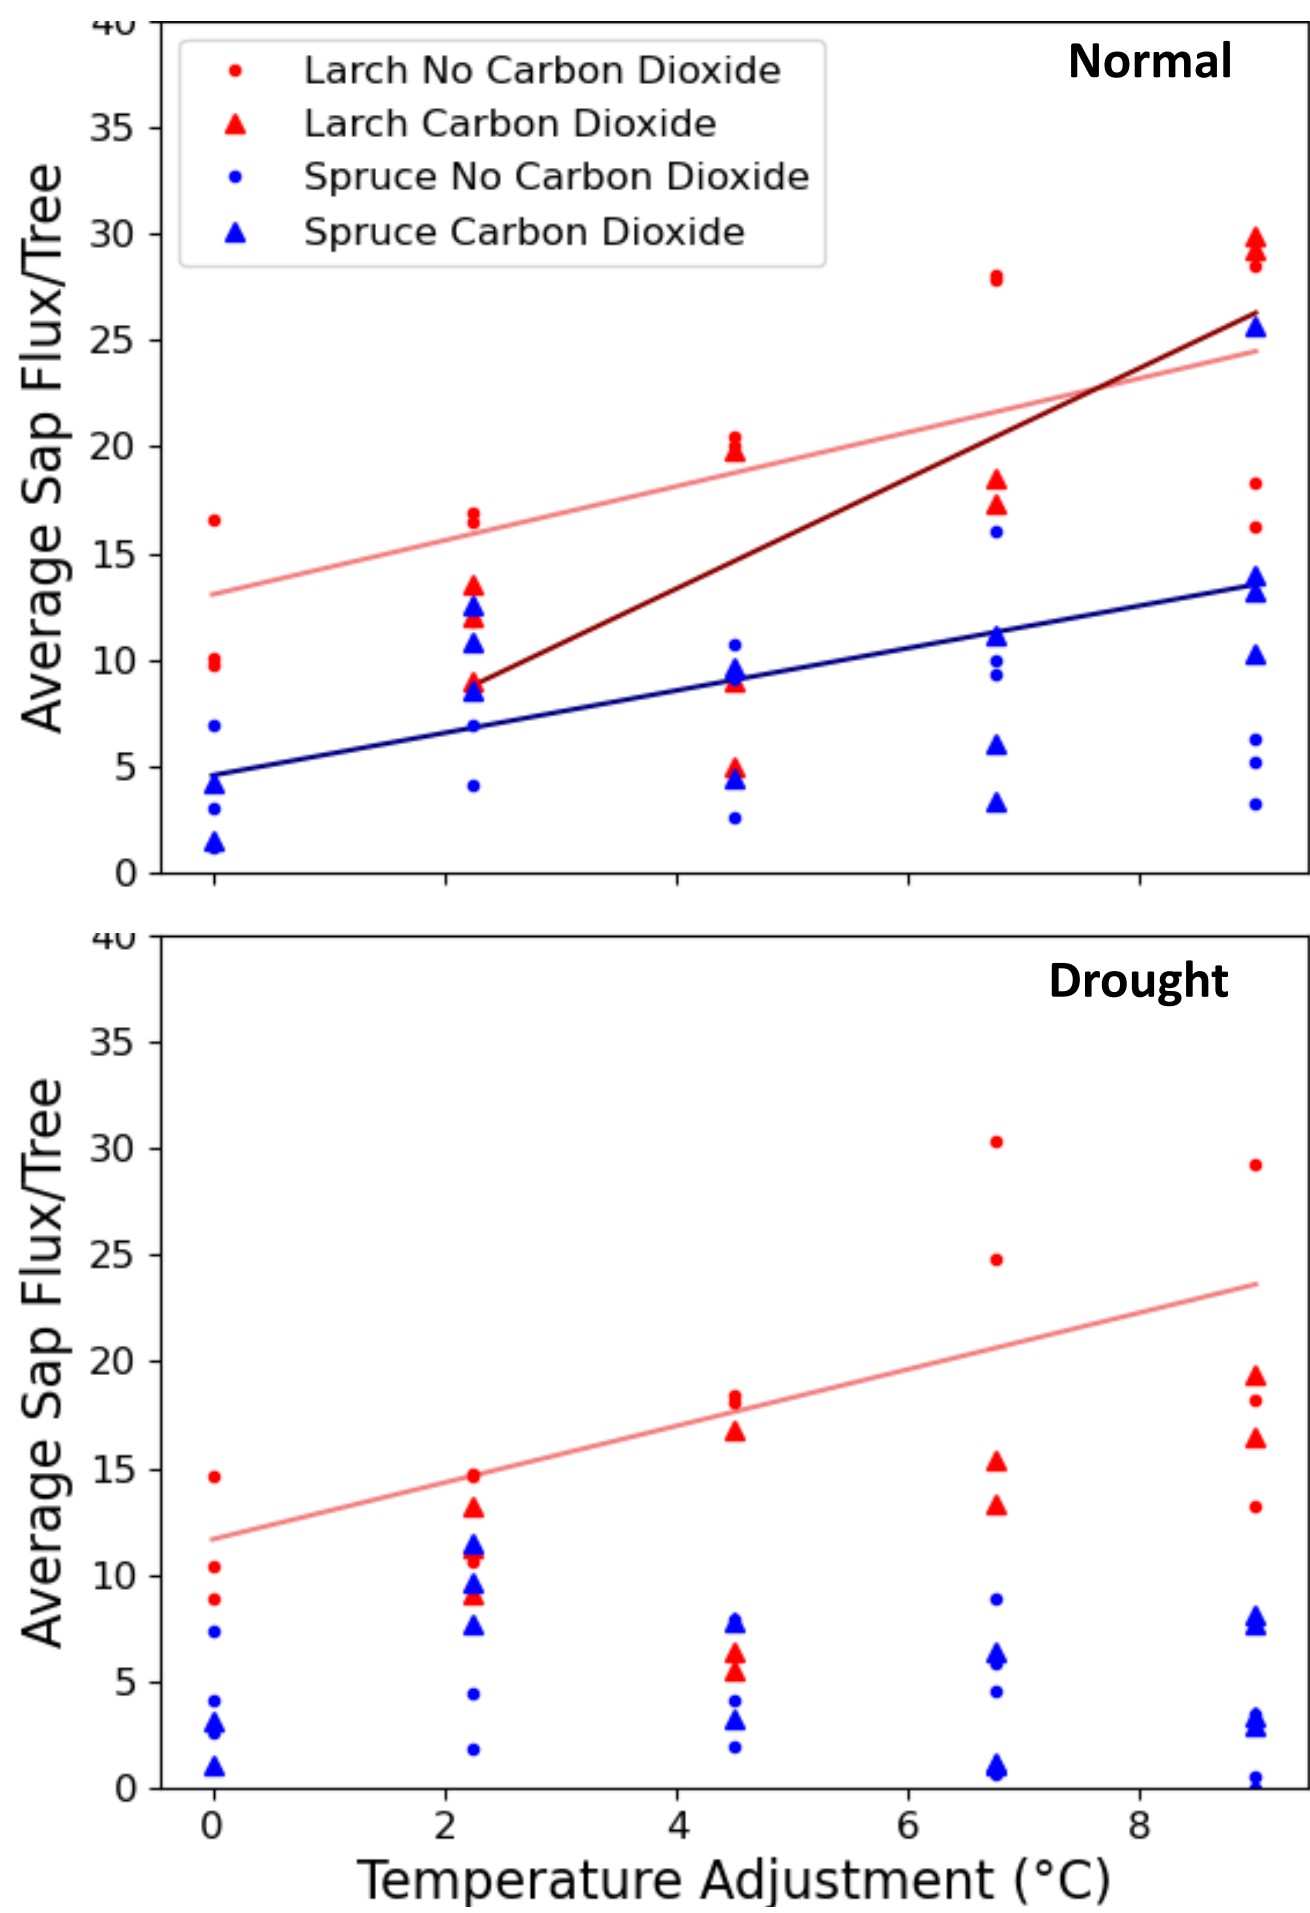 40
Normal
Larch No Carbon Dioxide
Larch Carbon Dioxide
Spruce No Carbon Dioxide
Spruce Carbon Dioxide
35
30
25
20
15
10
5
0
Average Sap Flux/Tree
40
Drought
35
30
25
20
15
10
5
0
Average Sap Flux/Tree
0 2 4 6 8
Temperature Adjustment (°C)